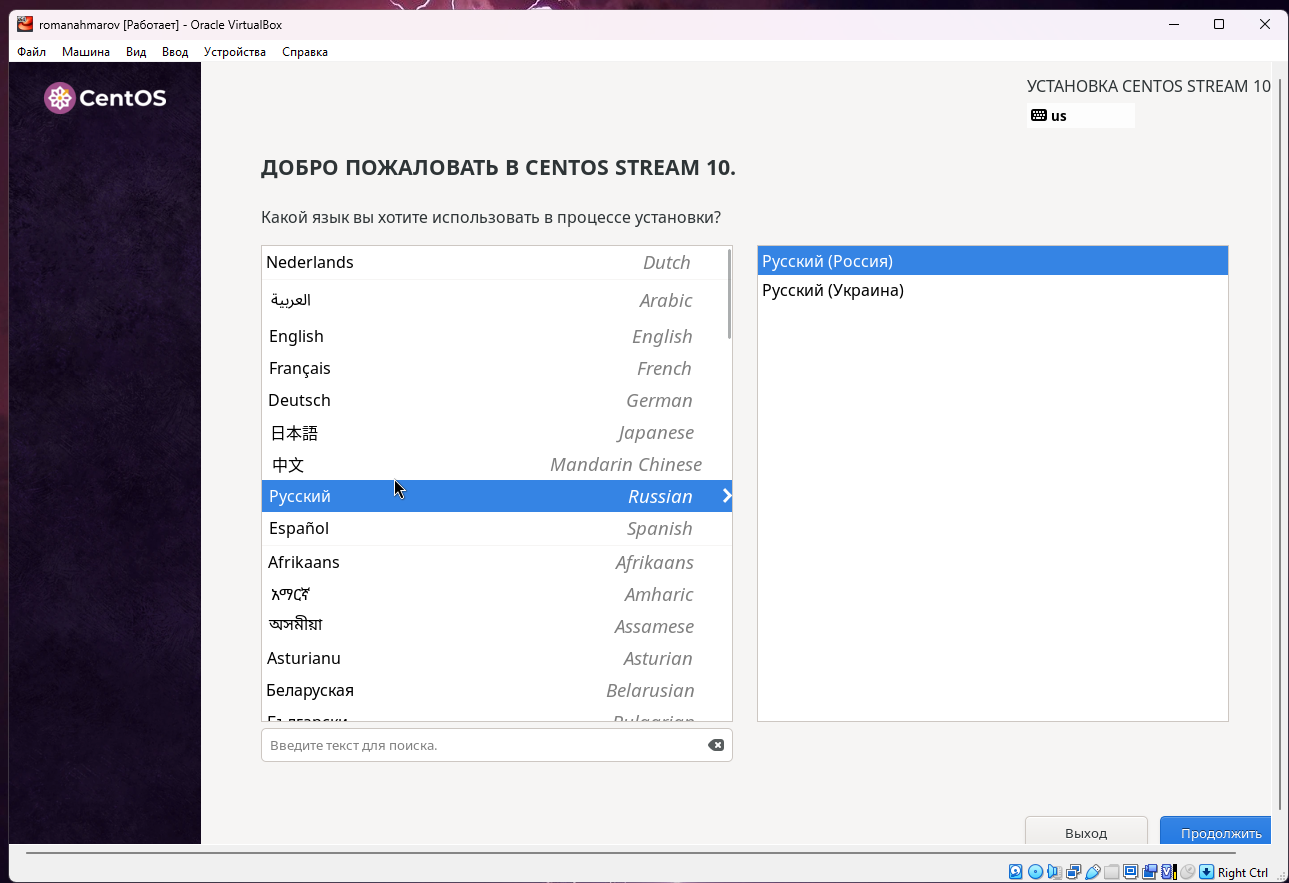 romanahmarov [Работает] - Oracle VirtualBox
Файл Машина Вид Ввод Устройства Справка
CentOS
УСТАНОВКА CENTOS STREAM 10
us
ДОБРО ПОЖАЛОВАТЬ В CENTOS STREAM 10.
Какой язык вы хотите использовать в процессе установки?
Nederlands Dutch
العربية Arabic
English English
Français French
Deutsch German
日本語 Japanese
中文 Mandarin Chinese
Русский Russian
Español Spanish
Afrikaans Afrikaans
አማርኛ Amharic
অসমীয়া Assamese
Asturianu Asturian
Беларуская Belarusian
Български Bulgarian
Русский (Россия)
Русский (Украина)
Введите текст для поиска.
Выход Продолжить
Right Ctrl